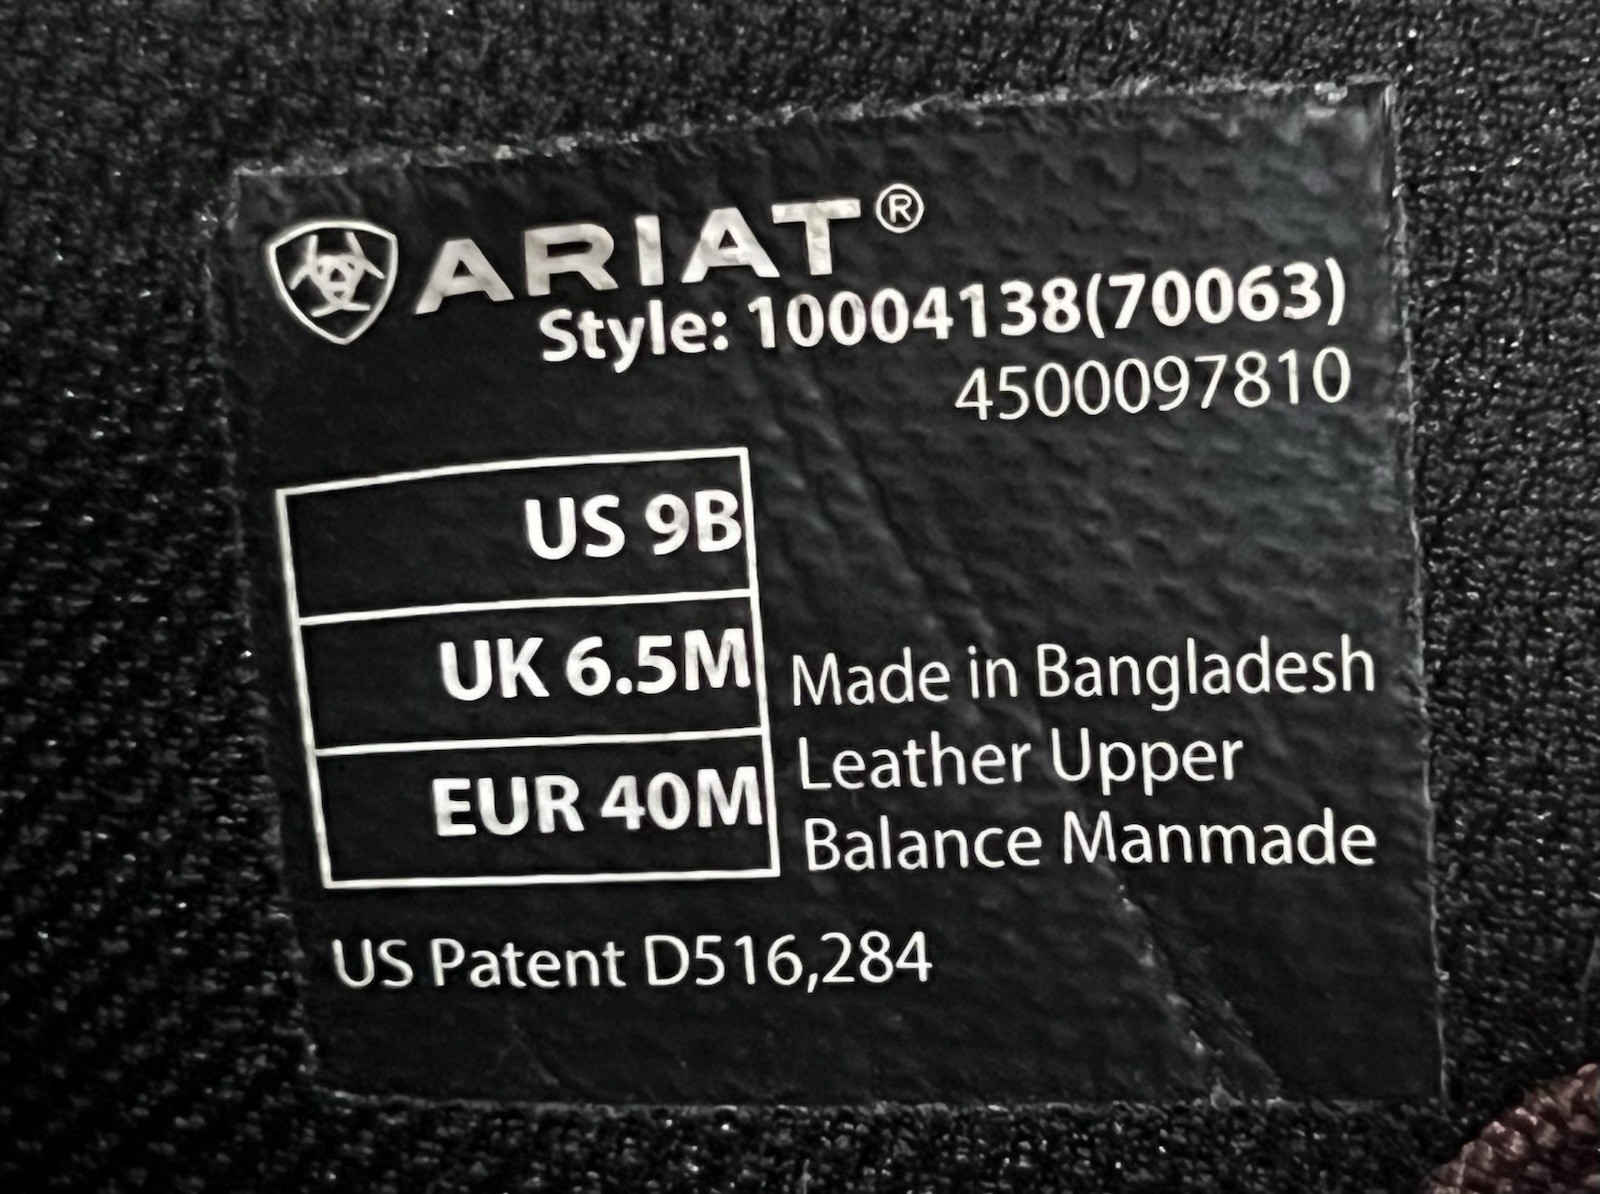 ARIAT®
Style: 10004138(70063)
4500097810
US 9B
UK 6.5M
EUR 40M
Made in Bangladesh
Leather Upper
Balance Manmade
US Patent D516,284